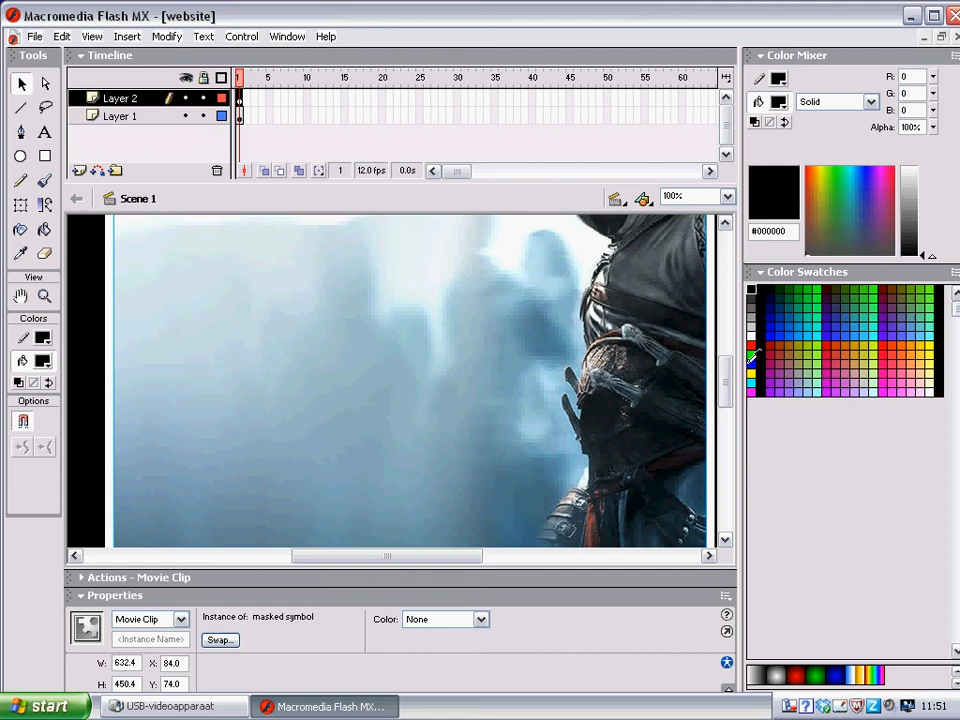 Macromedia Flash MX - [website]
File Edit View Insert Modify Text Control Window Help
Tools
Timeline
Color Mixer
1 5 10 15 20 25 30 35 40 45 50 55 60
Layer 2
Layer 1
1 12.0 fps 0.0s
Solid
R: 0
G: 0
B: 0
Alpha: 100%
#000000
Scene 1
100%
View
Colors
Options
Color Swatches
Actions - Movie Clip
Properties
Movie Clip
Instance of: masked symbol
Color: None
<Instance Name>
Swap...
W: 632.4 X: 84.0
H: 450.4 Y: 74.0
start
USB-videoapparaat
Macromedia Flash MX...
11:51